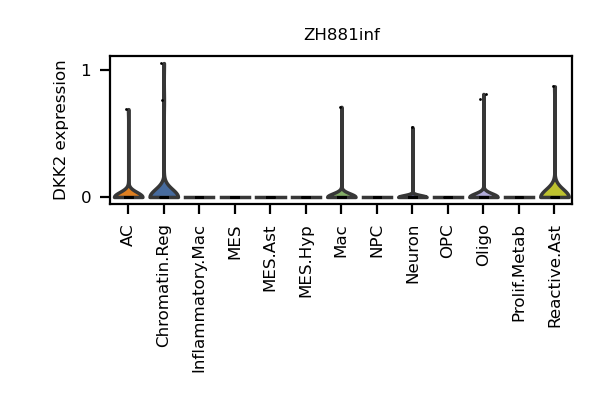 ZH881inf
DKK2 expression
1
0
AC
Chromatin.Reg
Inflammatory.Mac
MES
MES.Ast
MES.Hyp
Mac
NPC
Neuron
OPC
Oligo
Prolif.Metab
Reactive.Ast